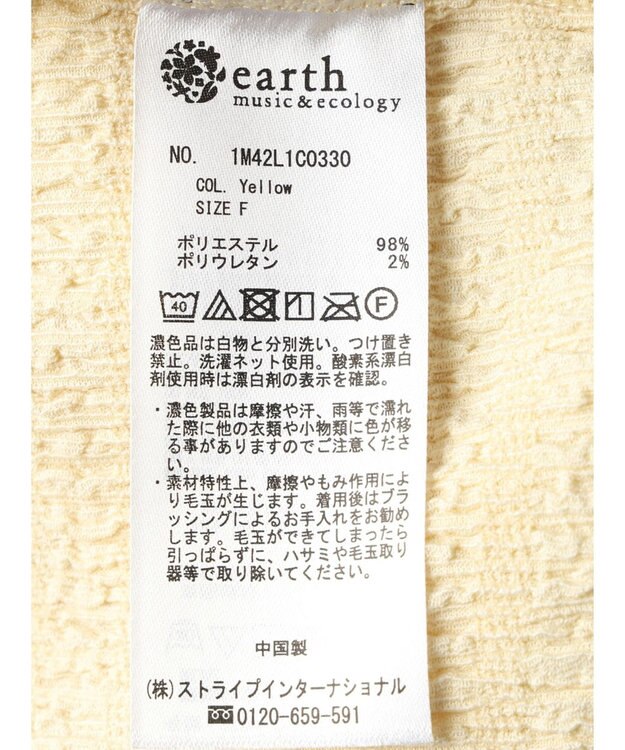 earth
music&ecology
NO. 1M42L1C0330
COL. Yellow
SIZE F
ポリエステル 98%
ポリウレタン 2%
40
F
濃色品は白物と分別洗い。つけ置き
禁止。洗濯ネット使用。酸素系漂白
剤使用時は漂白剤の表示を確認。
・濃色製品は摩擦や汗、雨等で濡れ
た際に他の衣類や小物類に色が移
る事がありますのでご注意くださ
い。
・素材特性上、摩擦やもみ作用によ
り毛玉が生じます。着用後はブラ
ッシングによるお手入れをお勧め
します。毛玉ができてしまったら
引っぱらずに、ハサミや毛玉取り
器等で取り除いてください。
中国製
(株)ストライプインターナショナル
0120-659-591